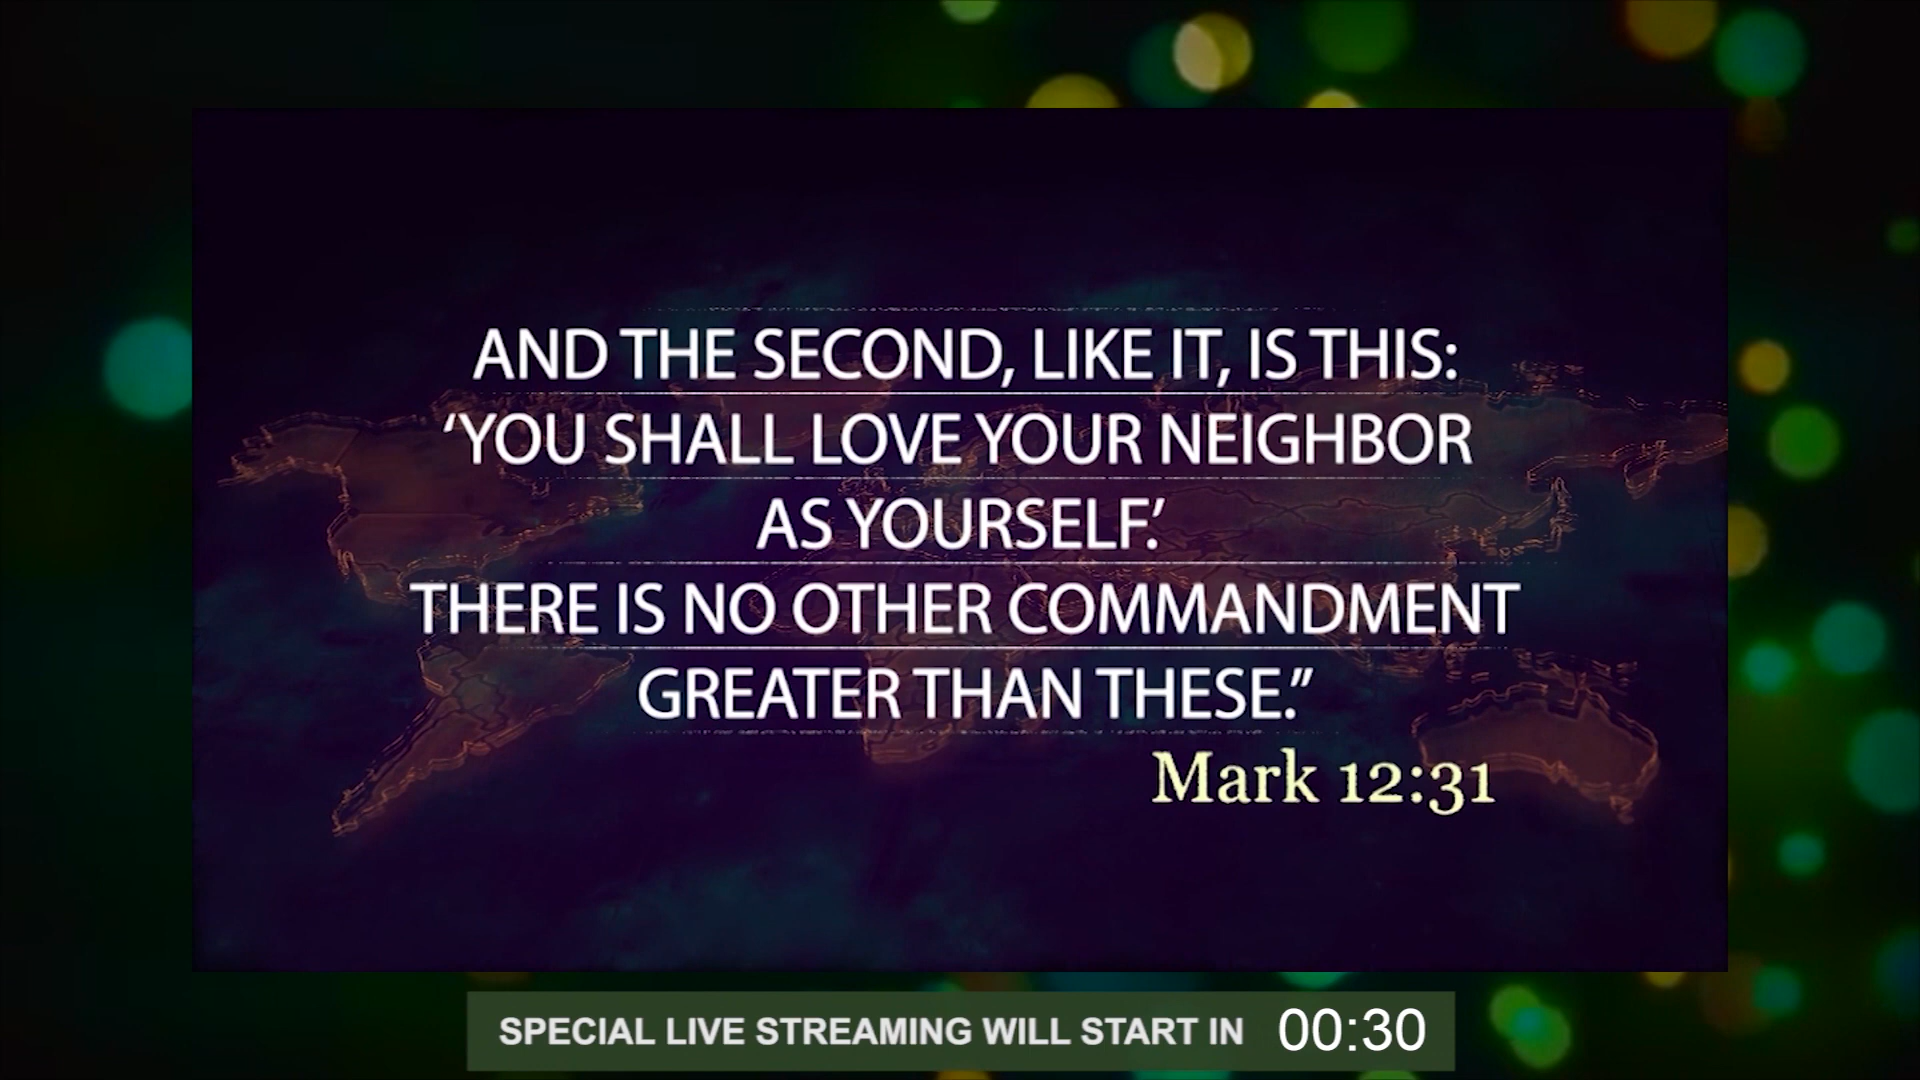 AND THE SECOND, LIKE IT, IS THIS:
‘YOU SHALL LOVE YOUR NEIGHBOR
AS YOURSELF.’
THERE IS NO OTHER COMMANDMENT
GREATER THAN THESE.”
Mark 12:31
SPECIAL LIVE STREAMING WILL START IN 00:30